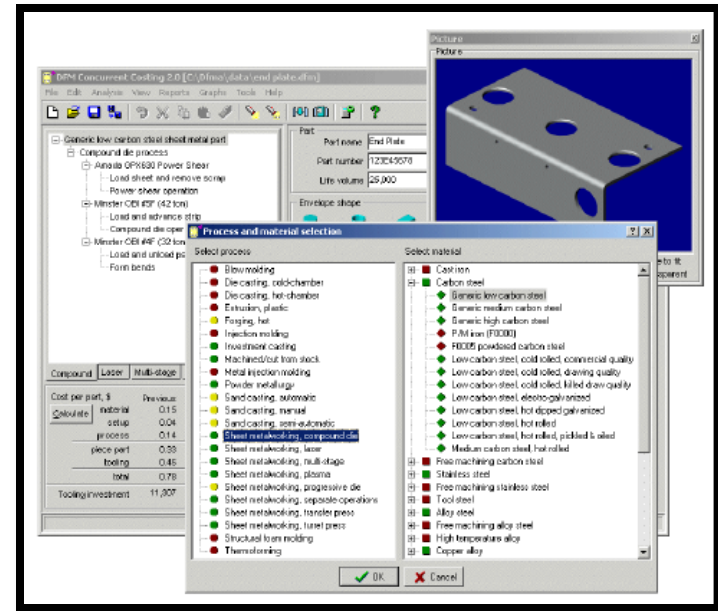 Picture
Picture
DFM Concurrent Costing 2.0 [C:\Dfma\data\end plate.dfm]
File Edit Analysis View Reports Graphs Tools Help
Generic low carbon steel sheet metal part
Compound die process
Amada GPX630 Power Shear
Load sheet and remove scrap
Power shear operation
Minster OBI #5F (42 ton)
Load and advance strip
Compound die oper
Minster OBI #4F (32 ton
Load and unload pa
Form bends
Part
Part name End Plate
Part number 123E45678
Life volume 25,000
Envelope shape
e to fit
sparent
Compound Laser Multi-stage
Cost per part, $ Previous
Calculate
material 0.15
setup 0.04
process 0.14
piece part 0.33
tooling 0.45
total 0.78
Tooling investment 11,307
Process and material selection
Select process
Blow molding
Die casting, cold-chamber
Die casting, hot-chamber
Extrusion, plastic
Forging, hot
Injection molding
Investment casting
Machined/cut from stock
Metal injection molding
Powder metallurgy
Sand casting, automatic
Sand casting, manual
Sand casting, semi-automatic
Sheet metalworking, compound die
Sheet metalworking, laser
Sheet metalworking, multi-stage
Sheet metalworking, plasma
Sheet metalworking, progressive die
Sheet metalworking, separate operations
Sheet metalworking, transfer press
Sheet metalworking, turret press
Structural foam molding
Thermoforming
Select material
Cast iron
Carbon steel
Generic low carbon steel
Generic medium carbon steel
Generic high carbon steel
P/M iron (F0000)
F0005 powdered carbon steel
Low carbon steel, cold rolled, commercial quality
Low carbon steel, cold rolled, drawing quality
Low carbon steel, cold rolled, killed draw quality
Low carbon steel, electro-galvanized
Low carbon steel, hot dipped galvanized
Low carbon steel, hot rolled
Low carbon steel, hot rolled, pickled & oiled
Medium carbon steel, hot rolled
Free machining carbon steel
Stainless steel
Free machining stainless steel
Tool steel
Alloy steel
Free machining alloy steel
High temperature alloy
Copper alloy
OK Cancel